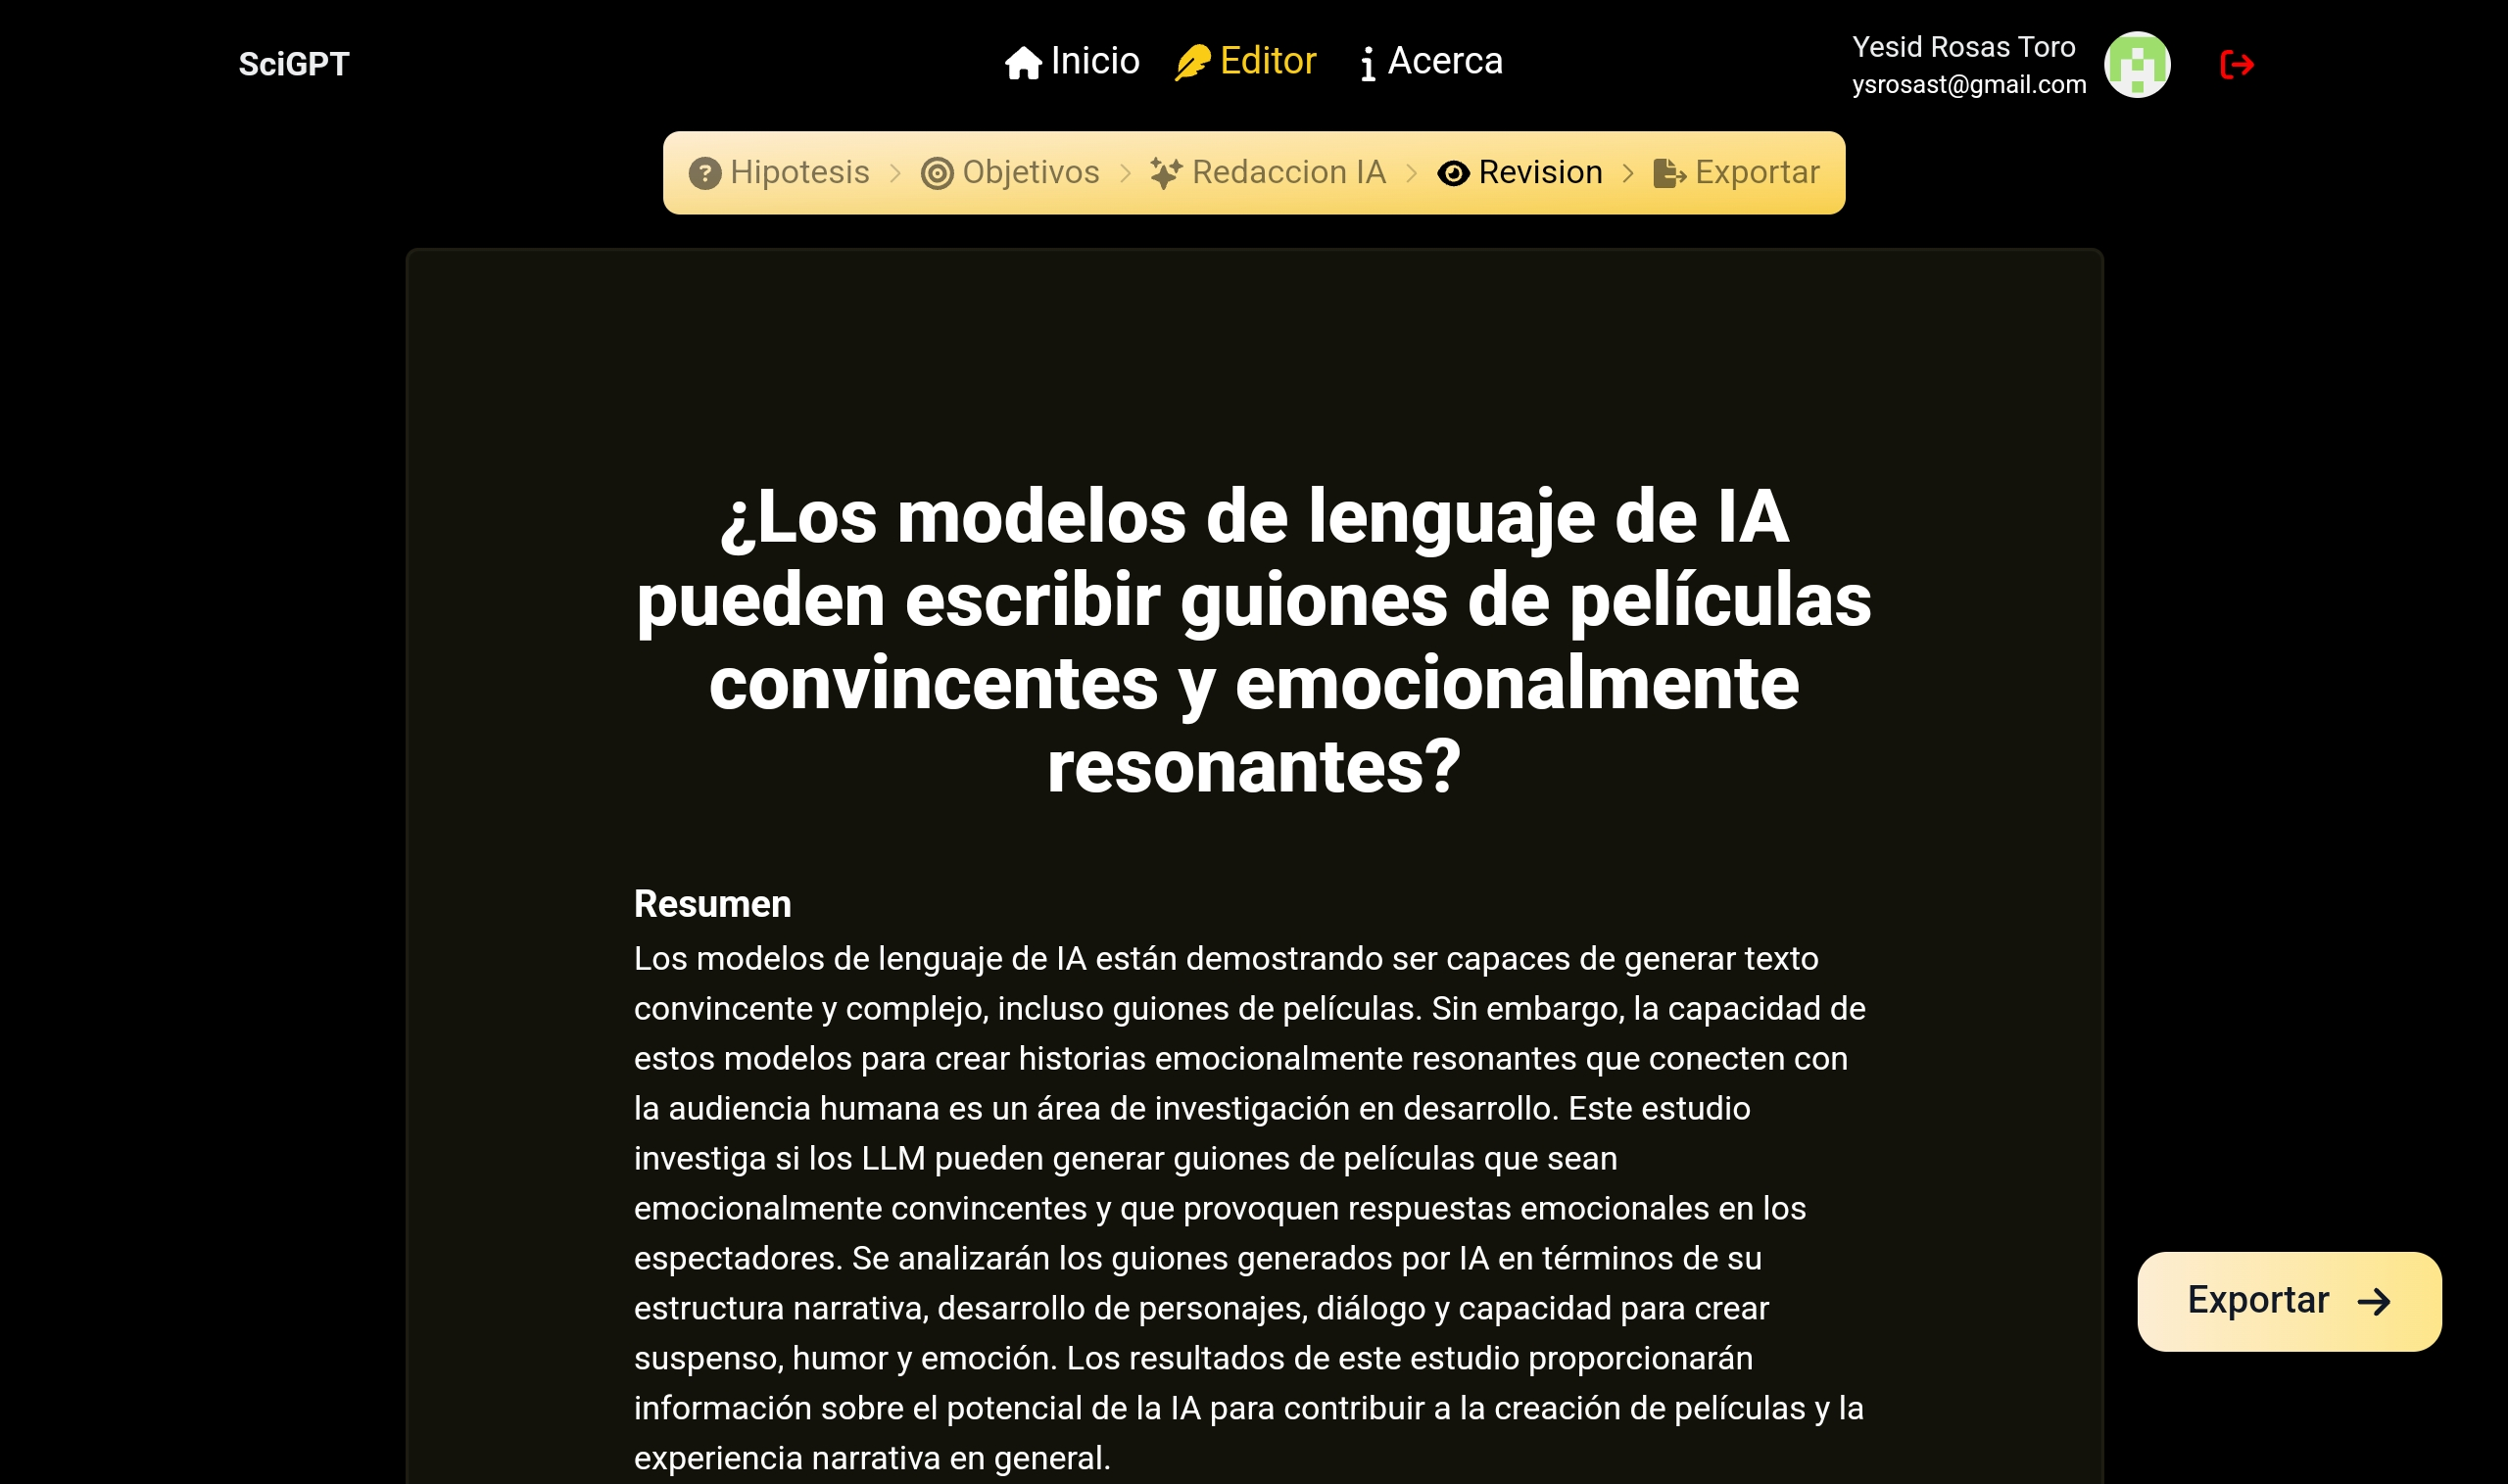 SciGPT
Inicio
Editor
Acerca
Yesid Rosas Toro
ysrosast@gmail.com
Hipotesis
Objetivos
Redaccion IA
Revision
Exportar
¿Los modelos de lenguaje de IA
pueden escribir guiones de películas
convincentes y emocionalmente
resonantes?
Resumen
Los modelos de lenguaje de IA están demostrando ser capaces de generar texto
convincente y complejo, incluso guiones de películas. Sin embargo, la capacidad de
estos modelos para crear historias emocionalmente resonantes que conecten con
la audiencia humana es un área de investigación en desarrollo. Este estudio
investiga si los LLM pueden generar guiones de películas que sean
emocionalmente convincentes y que provoquen respuestas emocionales en los
espectadores. Se analizarán los guiones generados por IA en términos de su
estructura narrativa, desarrollo de personajes, diálogo y capacidad para crear
suspenso, humor y emoción. Los resultados de este estudio proporcionarán
información sobre el potencial de la IA para contribuir a la creación de películas y la
experiencia narrativa en general.
Exportar